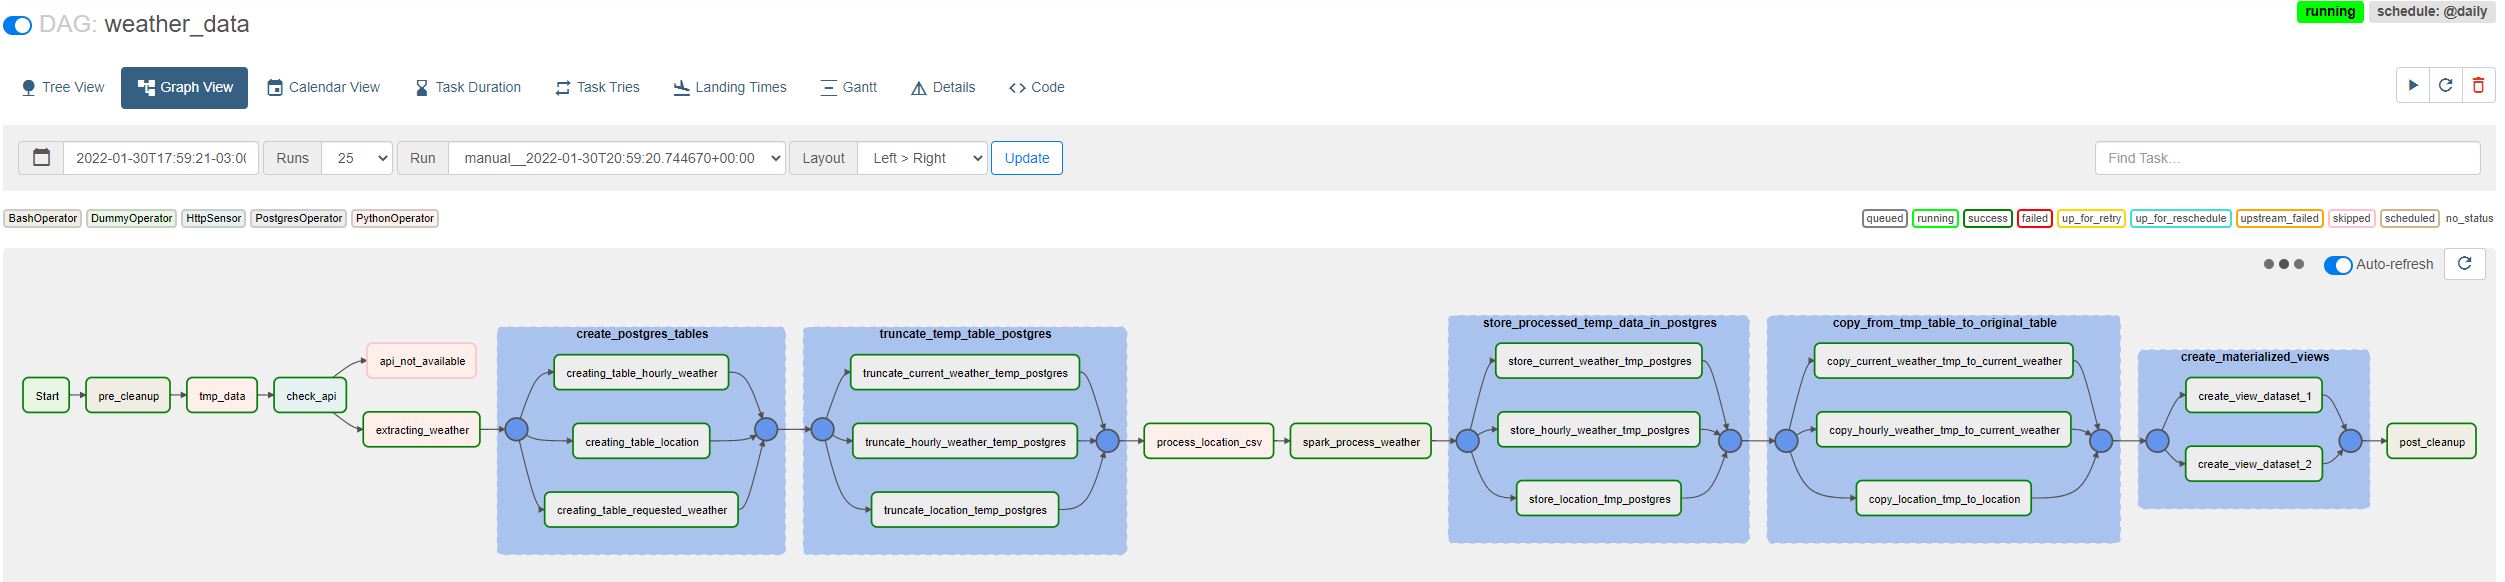 DAG: weather_data
running
schedule: @daily
Tree View
Graph View
Calendar View
Task Duration
Task Tries
Landing Times
Gantt
Details
Code
2022-01-30T17:59:21-03:00
Runs
25
Run
manual__2022-01-30T20:59:20.744670+00:00
Layout
Left > Right
Update
Find Task...
BashOperator
DummyOperator
HttpSensor
PostgresOperator
PythonOperator
queued
running
success
failed
up_for_retry
up_for_reschedule
upstream_failed
skipped
scheduled
no_status
Auto-refresh
Start
pre_cleanup
tmp_data
check_api
api_not_available
extracting_weather
create_postgres_tables
creating_table_hourly_weather
creating_table_location
creating_table_requested_weather
truncate_temp_table_postgres
truncate_current_weather_temp_postgres
truncate_hourly_weather_temp_postgres
truncate_location_temp_postgres
process_location_csv
spark_process_weather
store_processed_temp_data_in_postgres
store_current_weather_tmp_postgres
store_hourly_weather_tmp_postgres
store_location_tmp_postgres
copy_from_tmp_table_to_original_table
copy_current_weather_tmp_to_current_weather
copy_hourly_weather_tmp_to_current_weather
copy_location_tmp_to_location
create_materialized_views
create_view_dataset_1
create_view_dataset_2
post_cleanup